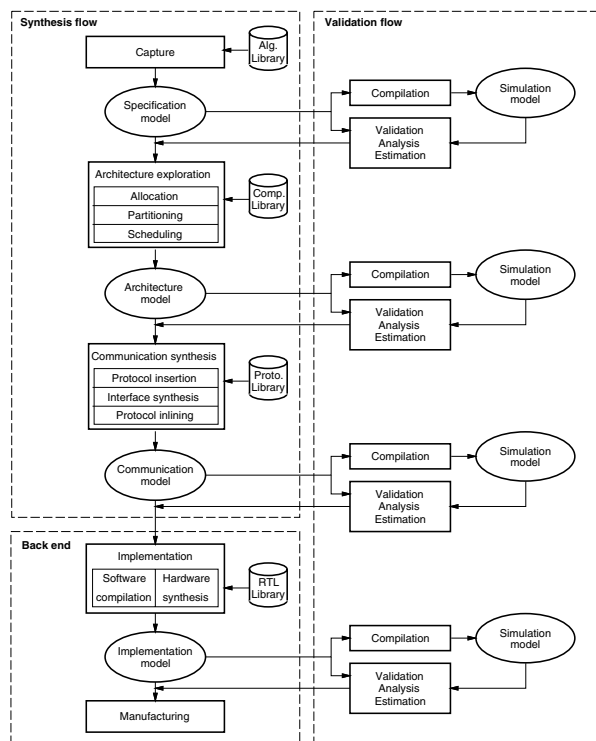 Synthesis flow
Validation flow
Capture
Alg.
Library
Specification
model
Compilation
Simulation
model
Validation
Analysis
Estimation
Architecture exploration
Allocation
Partitioning
Scheduling
Comp.
Library
Architecture
model
Compilation
Simulation
model
Validation
Analysis
Estimation
Communication synthesis
Protocol insertion
Interface synthesis
Protocol inlining
Proto.
Library
Communication
model
Compilation
Simulation
model
Validation
Analysis
Estimation
Back end
Implementation
Software
compilation
Hardware
synthesis
RTL
Library
Implementation
model
Compilation
Simulation
model
Validation
Analysis
Estimation
Manufacturing